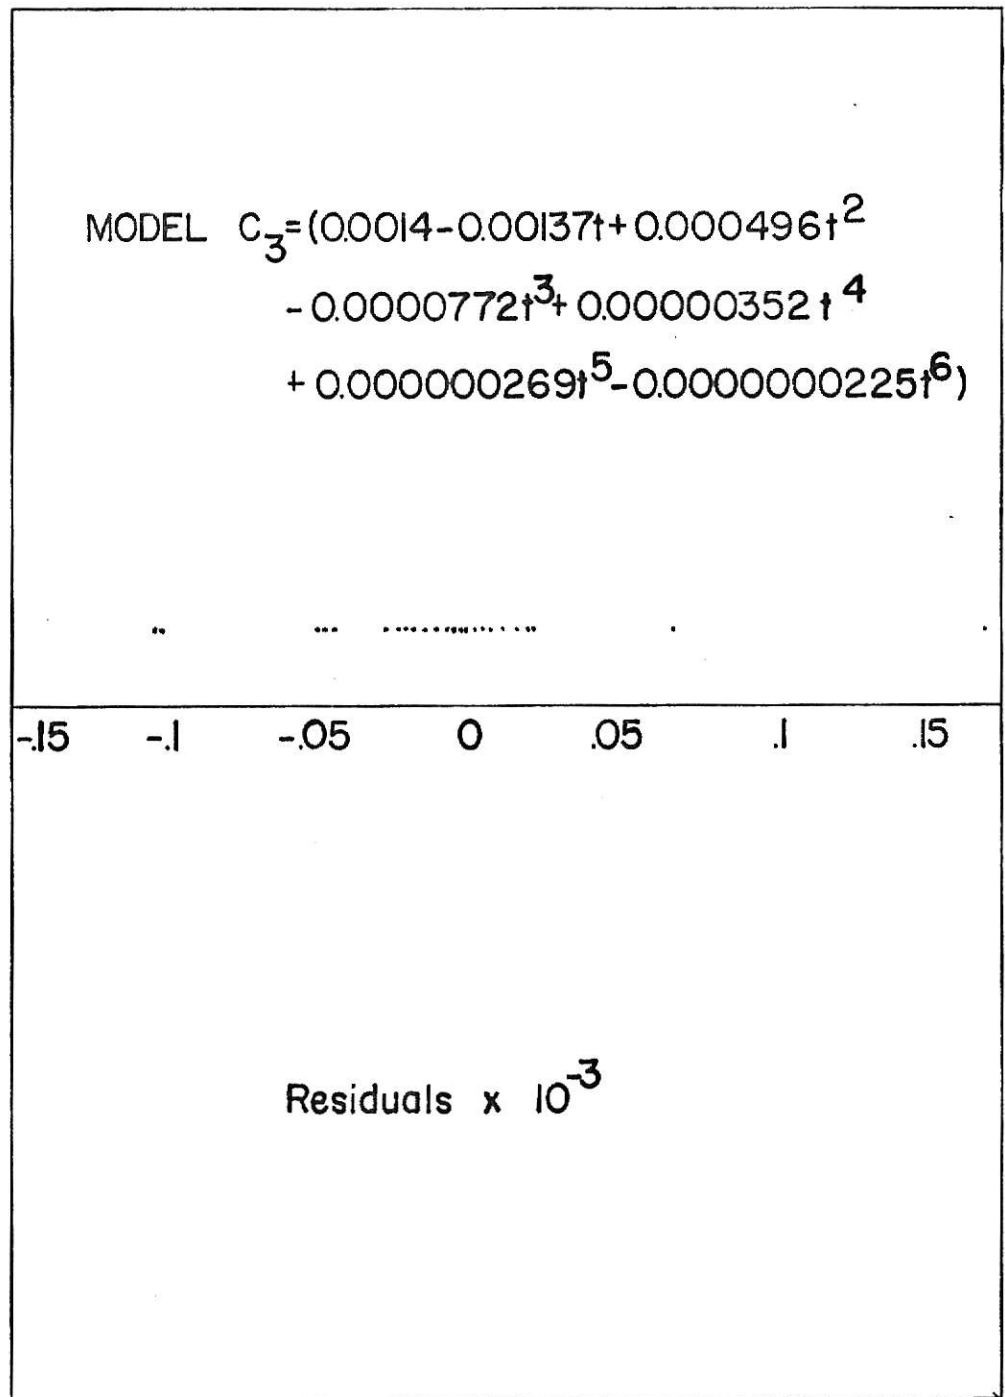 MODEL C₃=(0.0014-0.00137t+0.000496t²
-0.0000772t³+0.00000352t⁴
+0.000000269t⁵-0.0000000225t⁶)
-.15 -.1 -.05 0 .05 .1 .15
Residuals x 10⁻³